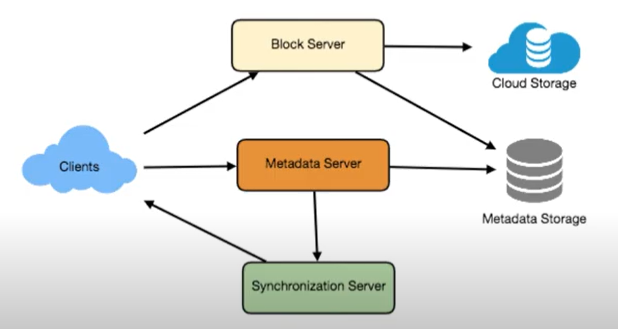 Block Server
Cloud Storage
Clients
Metadata Server
Metadata Storage
Synchronization Server